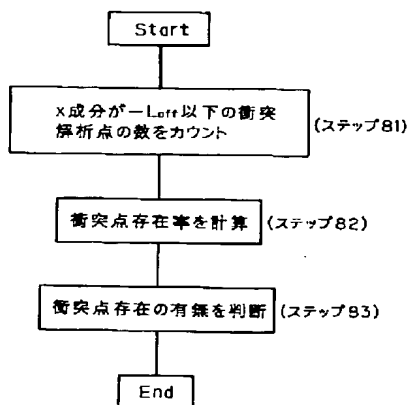 Start
x成分が−Loff以下の衝突
解析点の数をカウント
(ステップ81)
衝突点存在率を計算
(ステップ82)
衝突点存在の有無を判断
(ステップ83)
End